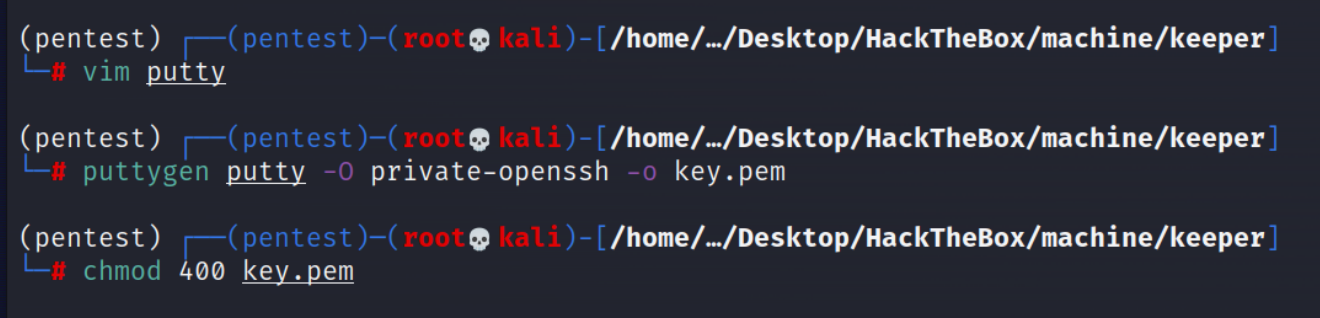 (pentest) ┌──(pentest)─(root💀kali)-[/home/…/Desktop/HackTheBox/machine/keeper]
└─# vim putty
(pentest) ┌──(pentest)─(root💀kali)-[/home/…/Desktop/HackTheBox/machine/keeper]
└─# puttygen putty -O private-openssh -o key.pem
(pentest) ┌──(pentest)─(root💀kali)-[/home/…/Desktop/HackTheBox/machine/keeper]
└─# chmod 400 key.pem